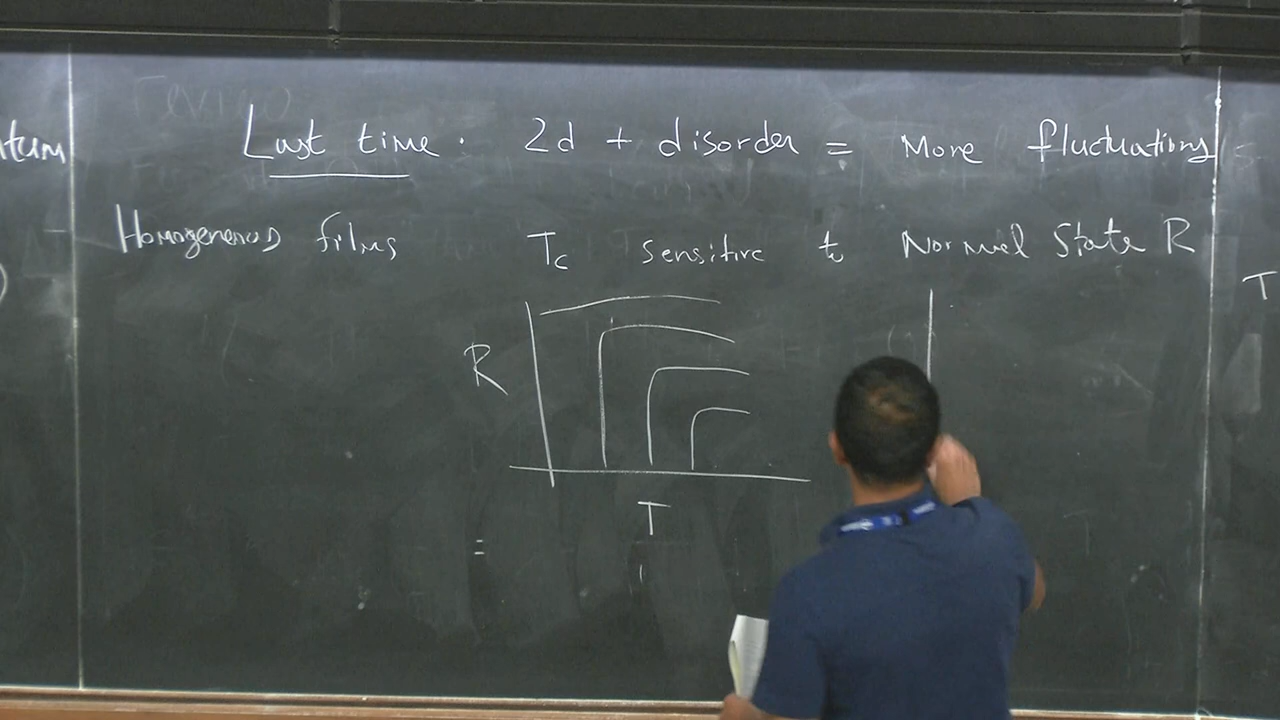 Last time. 2d + disorder = More fluctuations
Homogeneous films Tc sensitive to Normal State R
R
T
=
T